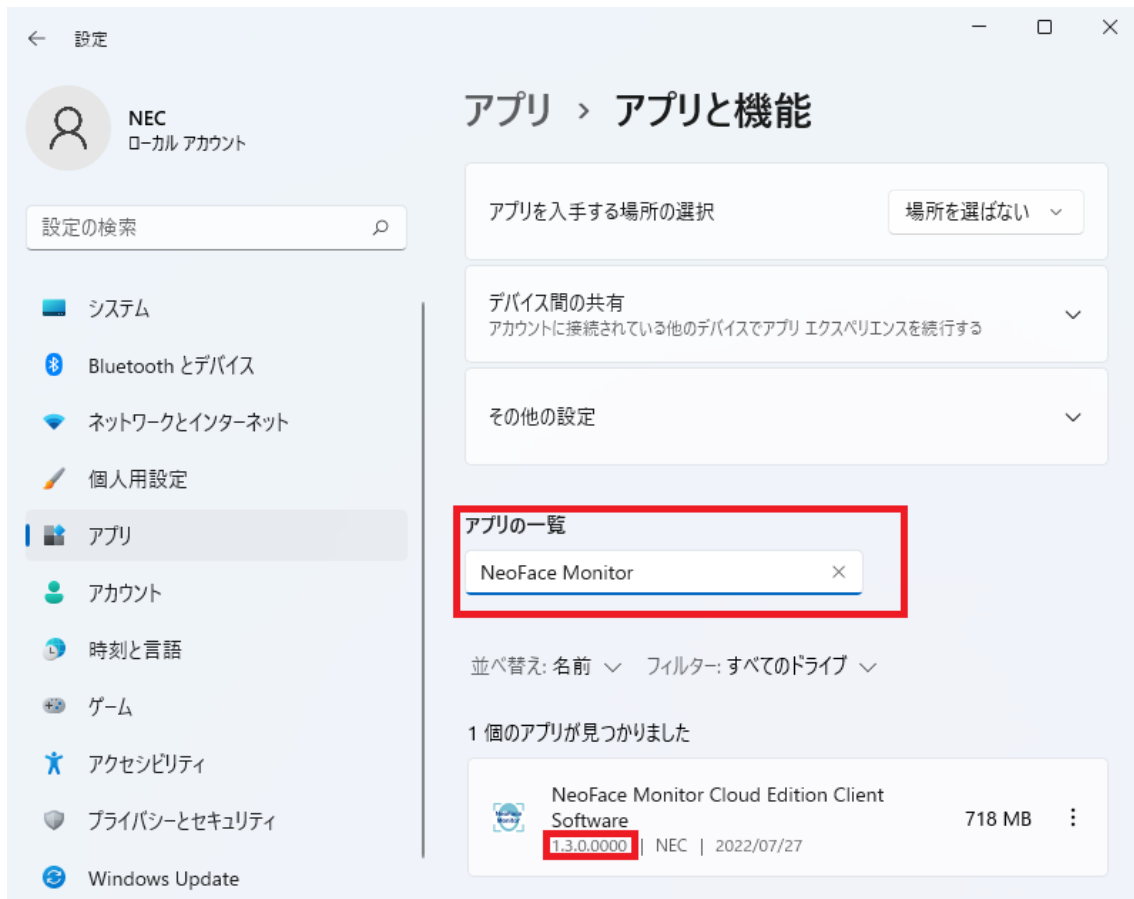 設定
NEC
ローカル アカウント
設定の検索
システム
Bluetooth とデバイス
ネットワークとインターネット
個人用設定
アプリ
アカウント
時刻と言語
ゲーム
アクセシビリティ
プライバシーとセキュリティ
Windows Update
アプリ › アプリと機能
アプリを入手する場所の選択 場所を選ばない
デバイス間の共有
アカウントに接続されている他のデバイスでアプリ エクスペリエンスを続行する
その他の設定
アプリの一覧
NeoFace Monitor
並べ替え: 名前 フィルター: すべてのドライブ
1 個のアプリが見つかりました
NeoFace Monitor
NeoFace Monitor Cloud Edition Client
Software 718 MB
1.3.0.0000 | NEC | 2022/07/27